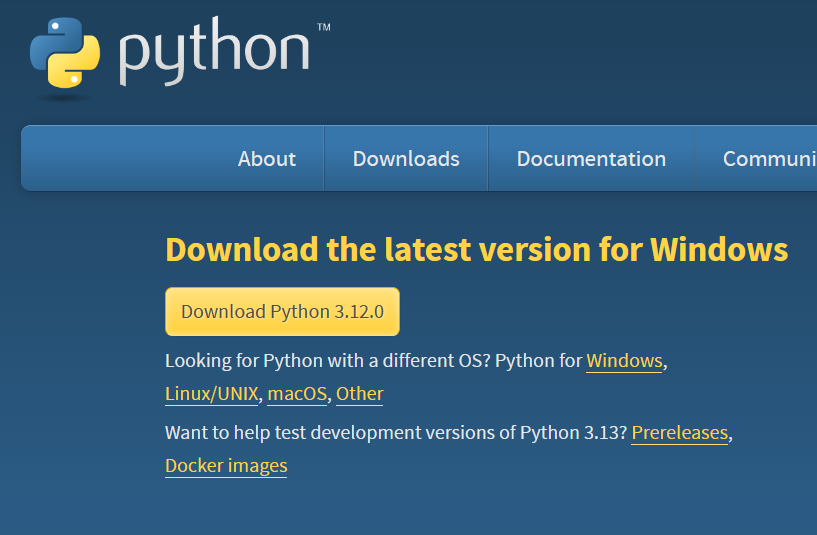 python™
About
Downloads
Documentation
Communi
Download the latest version for Windows
Download Python 3.12.0
Looking for Python with a different OS? Python for Windows,
Linux/UNIX, macOS, Other
Want to help test development versions of Python 3.13? Prereleases,
Docker images